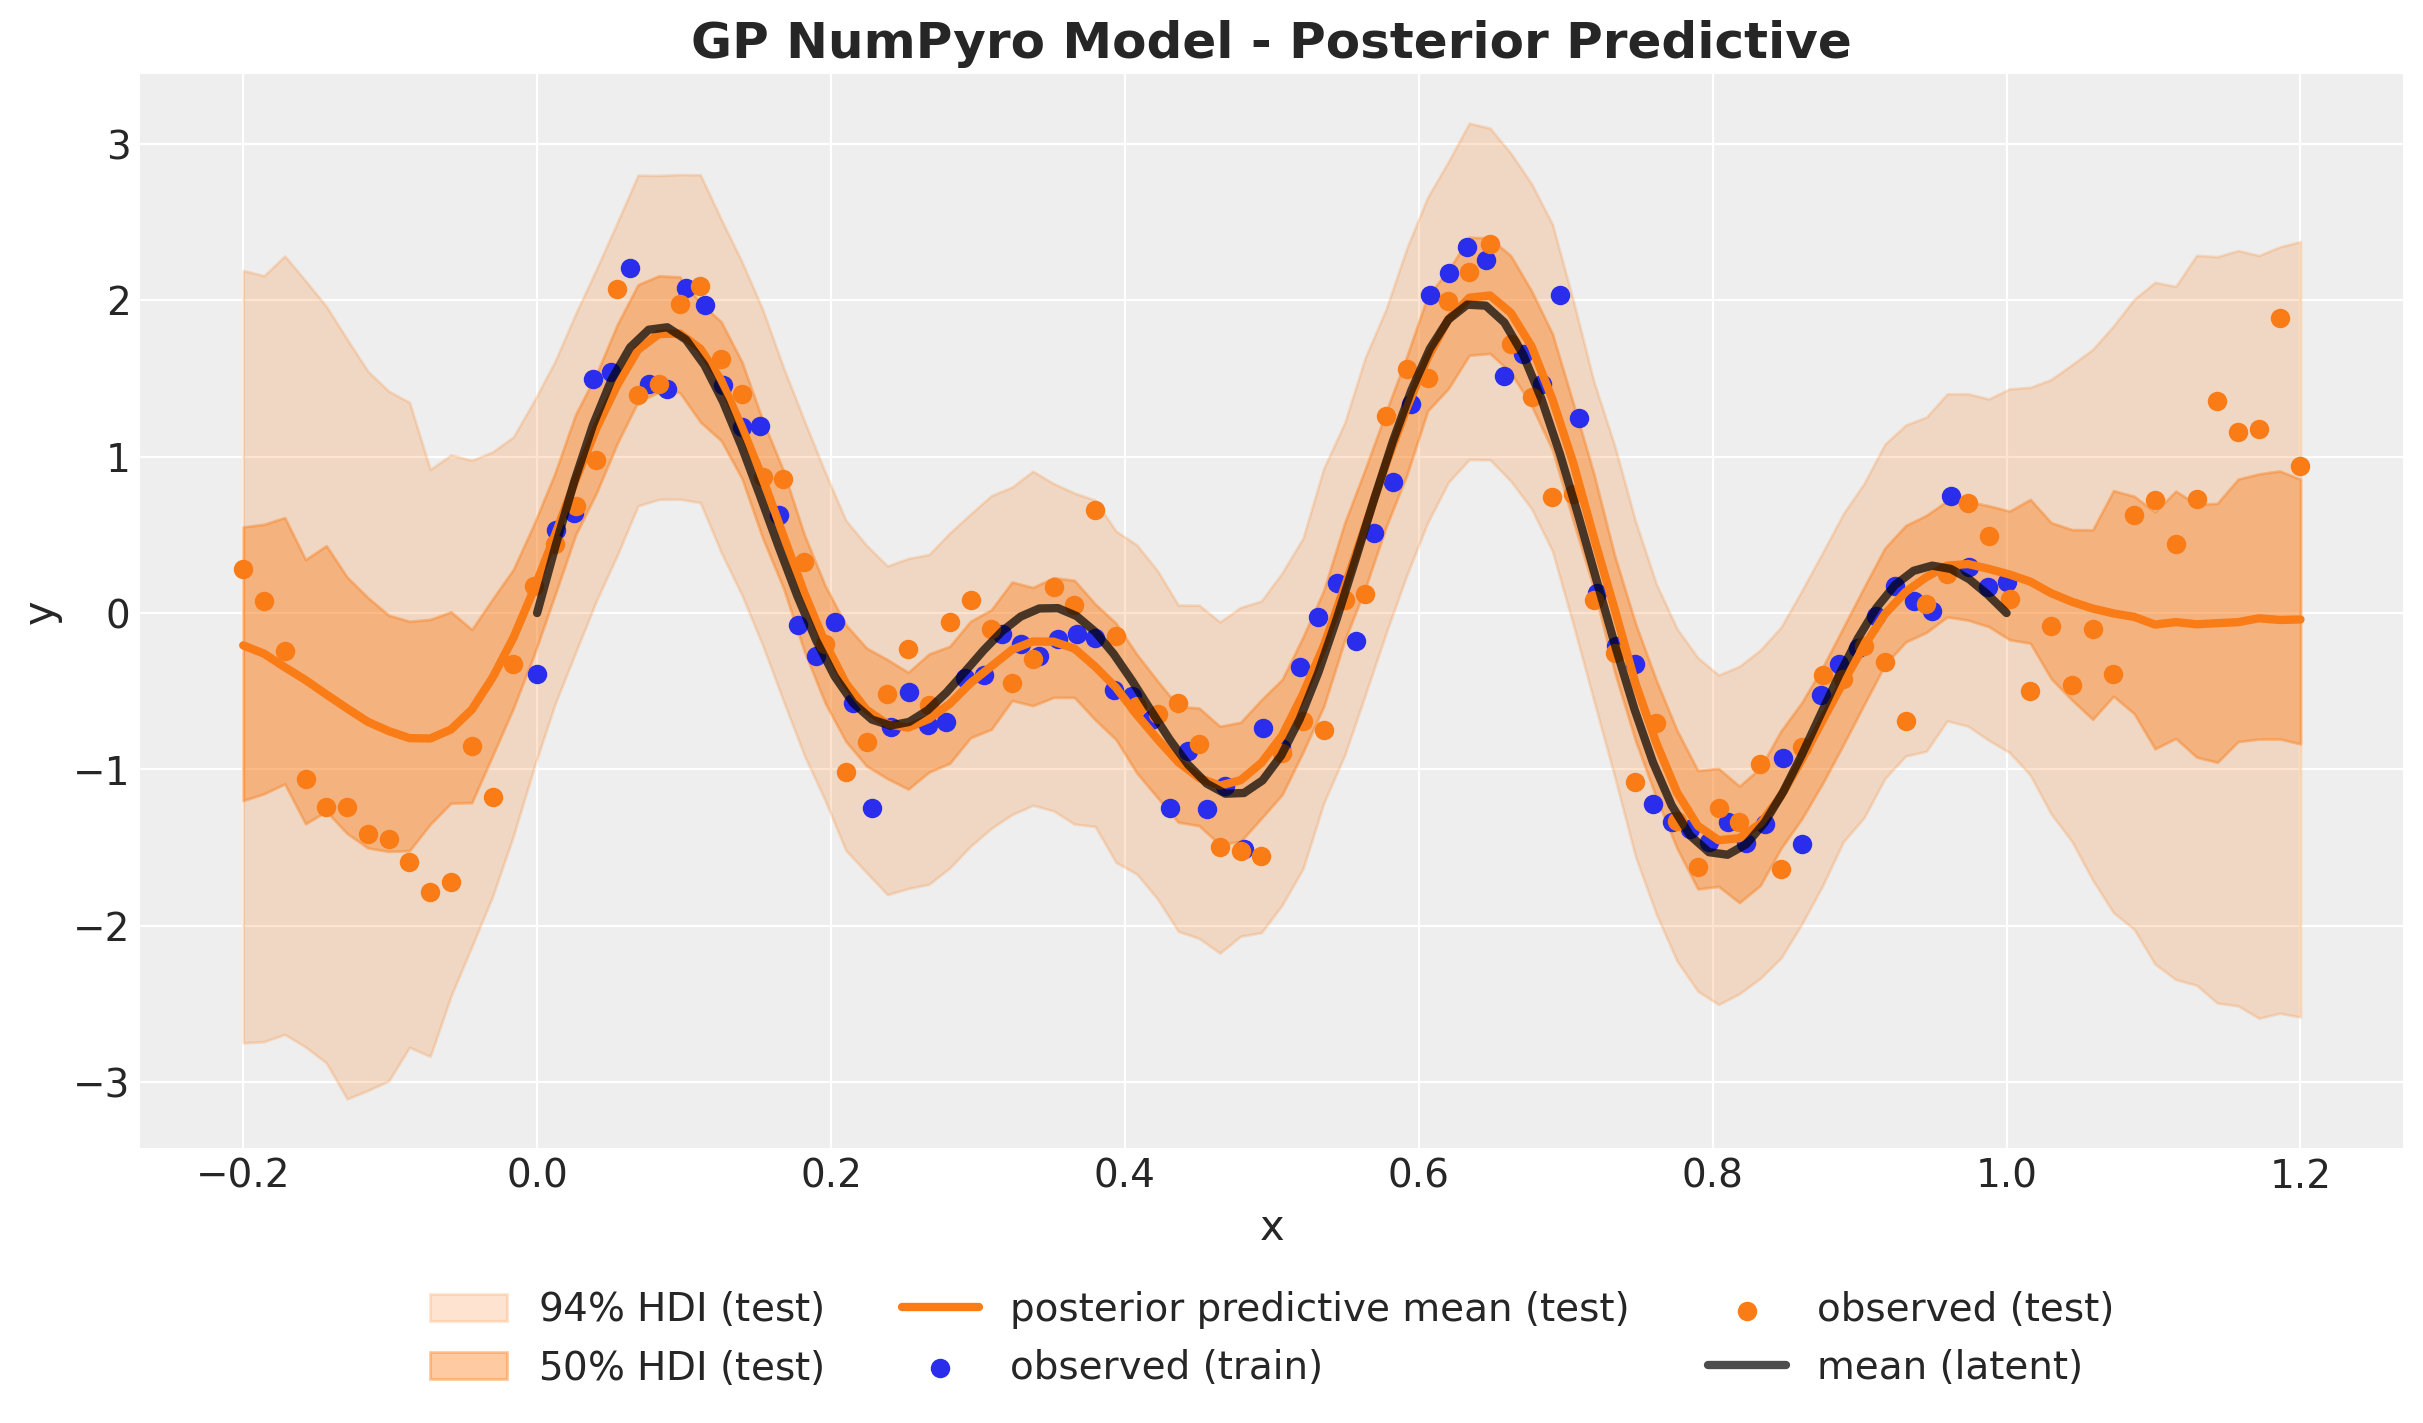 GP NumPyro Model - Posterior Predictive
y
3
2
1
0
−1
−2
−3
−0.2 0.0 0.2 0.4 0.6 0.8 1.0 1.2
x
94% HDI (test) posterior predictive mean (test) observed (test)
50% HDI (test) observed (train) mean (latent)